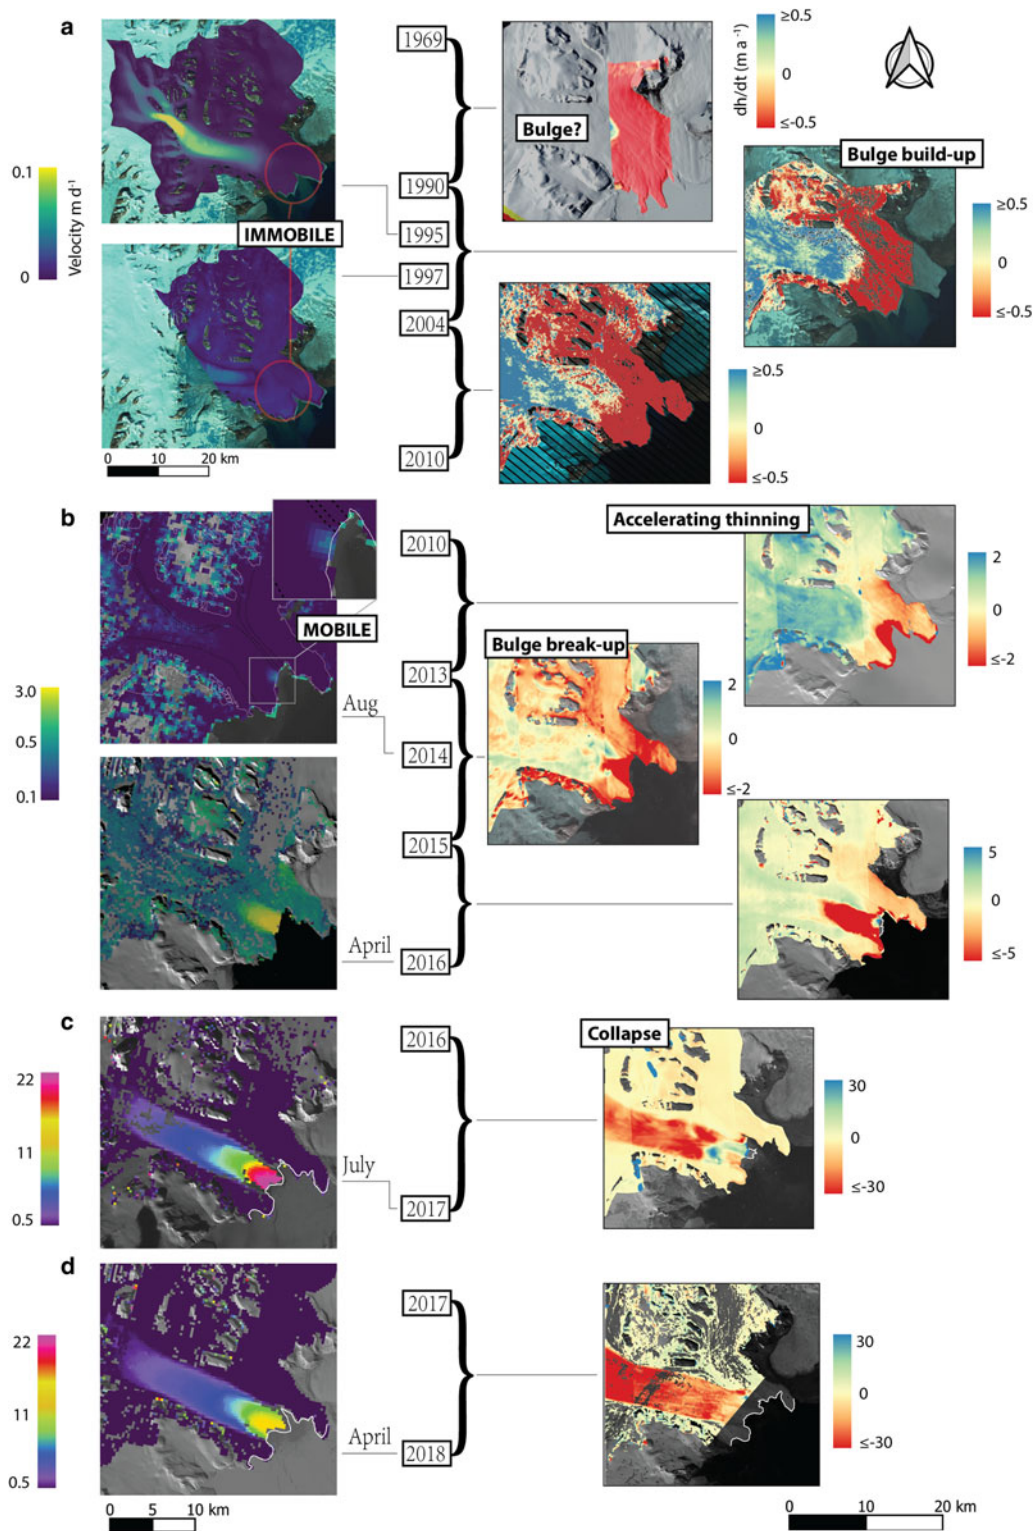 a
1969
≥0.5
0
≤-0.5
dh/dt (m a⁻¹)
Bulge?
0.1
0
Velocity m d⁻¹
IMMOBILE
1990
1995
1997
2004
2010
Bulge build-up
≥0.5
0
≤-0.5
≥0.5
0
≤-0.5
0 10 20 km
b
MOBILE
2010
Accelerating thinning
2
0
≤-2
Bulge break-up
2013
Aug
2014
2
0
≤-2
3.0
0.5
0.1
2015
April
2016
5
0
≤-5
c
22
11
0.5
2016
July
2017
Collapse
30
0
≤-30
d
22
11
0.5
2017
April
2018
30
0
≤-30
0 5 10 km
0 10 20 km